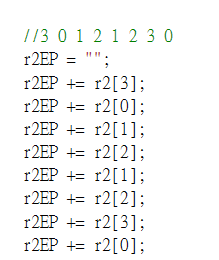 //3 0 1 2 1 2 3 0
r2EP = "";
r2EP += r2[3];
r2EP += r2[0];
r2EP += r2[1];
r2EP += r2[2];
r2EP += r2[1];
r2EP += r2[2];
r2EP += r2[3];
r2EP += r2[0];